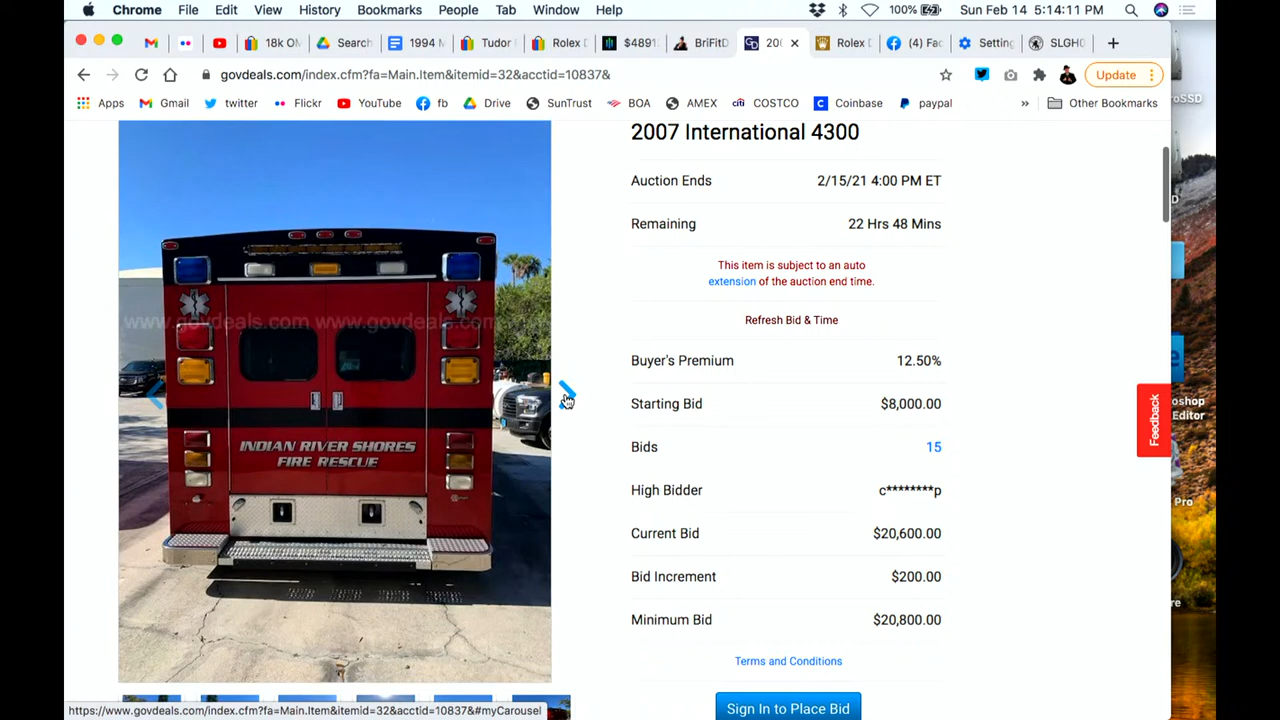 Chrome File Edit View History Bookmarks People Tab Window Help 100% Sun Feb 14 5:14:11 PM
18k O Search 1994 M Tudor Rolex D $4891 BriFitD 200 Rolex D (4) Fac Setting SLGH0
govdeals.com/index.cfm?fa=Main.Item&itemid=32&acctid=10837& Update
Apps Gmail twitter Flickr YouTube fb Drive SunTrust BOA AMEX COSTCO Coinbase paypal » Other Bookmarks
2007 International 4300
Auction Ends 2/15/21 4:00 PM ET
Remaining 22 Hrs 48 Mins
This item is subject to an auto
extension of the auction end time.
Refresh Bid & Time
Buyer's Premium 12.50%
Starting Bid $8,000.00
Bids 15
High Bidder c********p
Current Bid $20,600.00
Bid Increment $200.00
Minimum Bid $20,800.00
Terms and Conditions
Sign In to Place Bid
Feedback
www.govdeals.com www.govdeals.com
INDIAN RIVER SHORES
FIRE RESCUE
https://www.govdeals.com/index.cfm?fa=Main.Item&itemid=32&acctid=10837&#myCarousel
roSSD
oshop
Editor
Pro